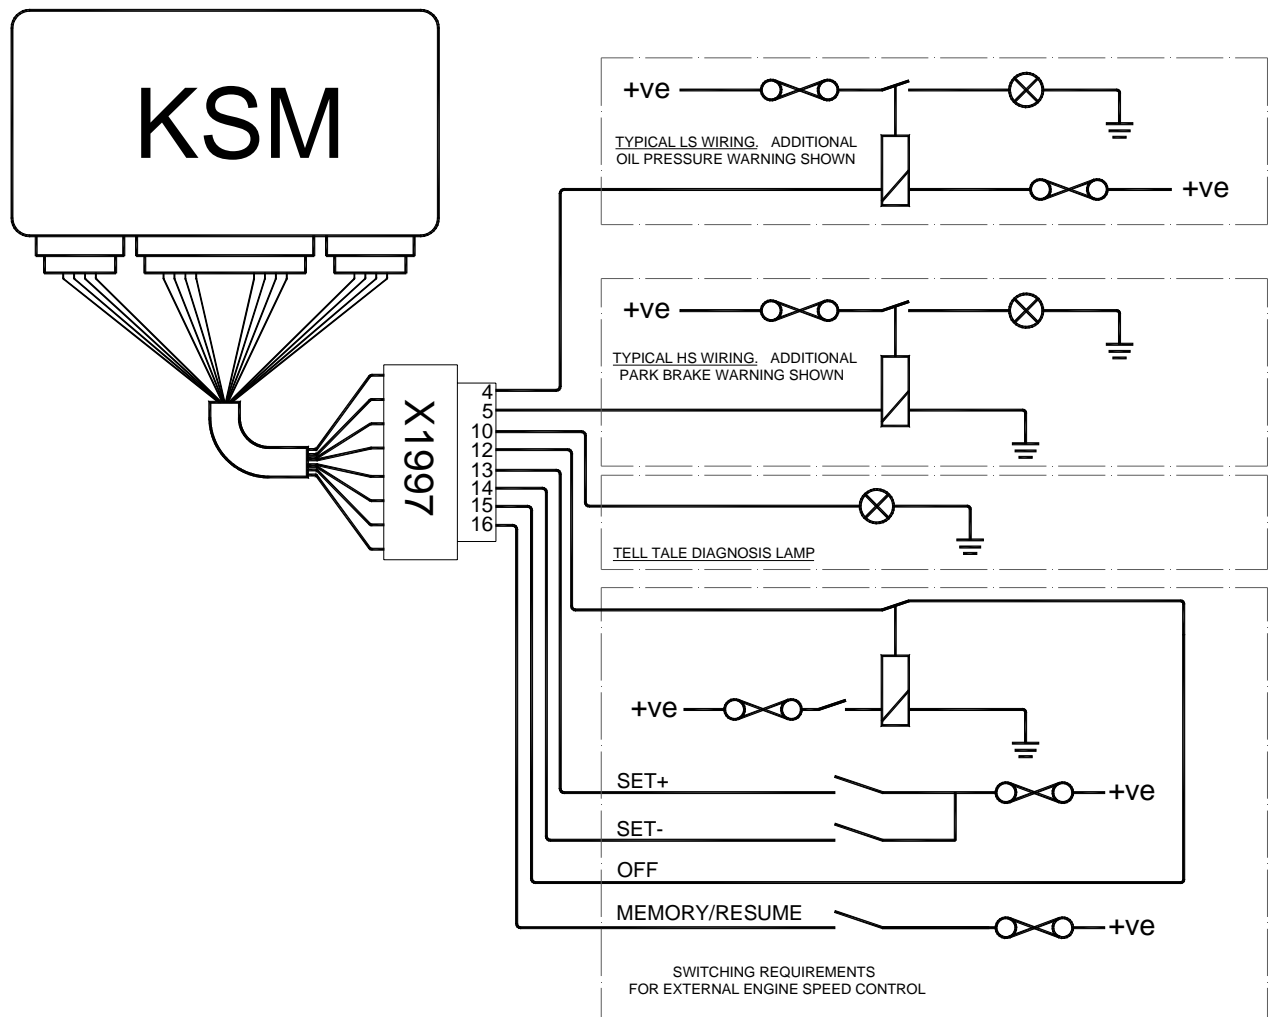 KSM
+ve
TYPICAL LS WIRING. ADDITIONAL
OIL PRESSURE WARNING SHOWN
+ve
+ve
TYPICAL HS WIRING. ADDITIONAL
PARK BRAKE WARNING SHOWN
X1997
4
5
10
12
13
14
15
16
TELL TALE DIAGNOSIS LAMP
+ve
SET+
+ve
SET-
OFF
MEMORY/RESUME
+ve
SWITCHING REQUIREMENTS
FOR EXTERNAL ENGINE SPEED CONTROL